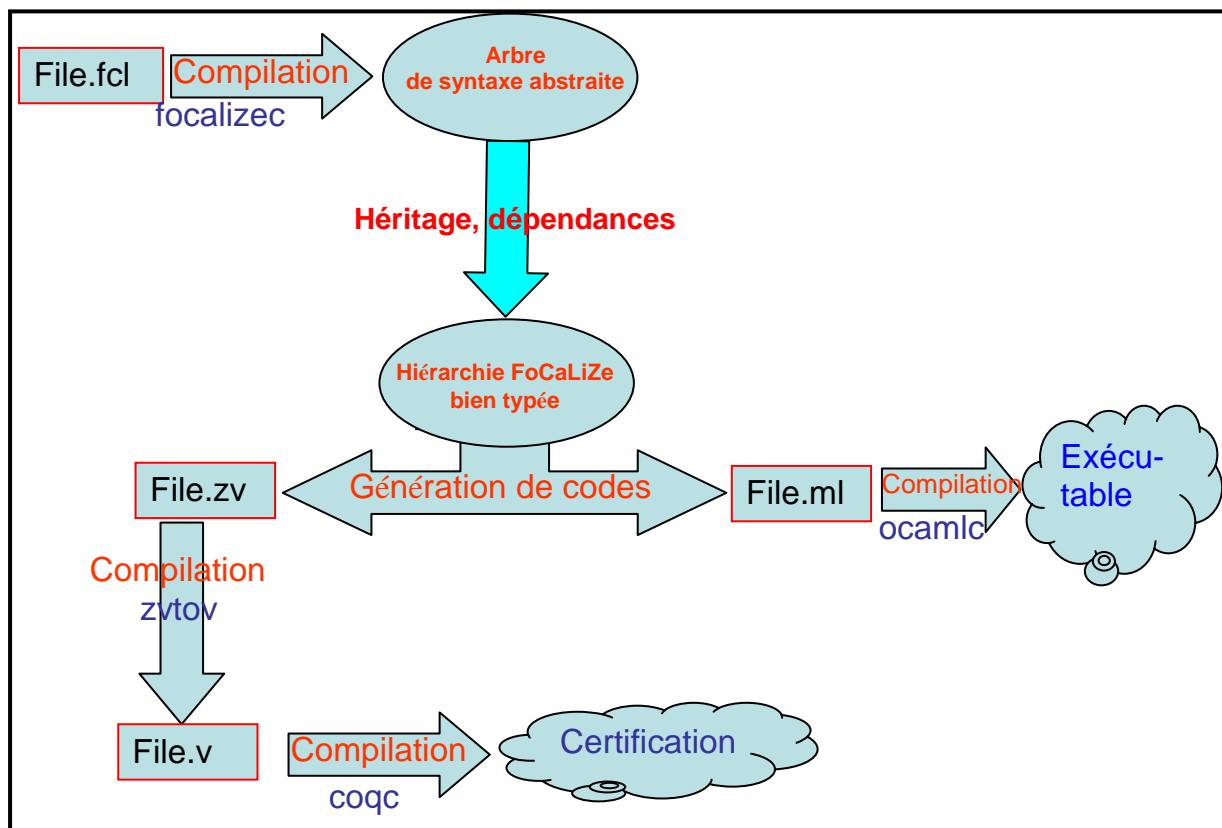 File.fcl
Compilation
focalizec
Arbre
de syntaxe abstraite
Héritage, dépendances
Hiérarchie FoCaLiZe
bien typée
File.zv
Génération de codes
File.ml
Compilation
ocamlc
Exécu-
table
Compilation
zvtov
File.v
Compilation
coqc
Certification